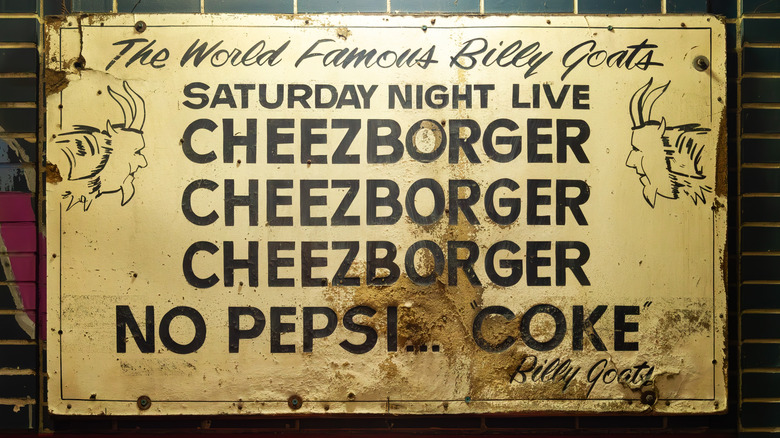 The World Famous Billy Goats
SATURDAY NIGHT LIVE
CHEEZBORGER
CHEEZBORGER
CHEEZBORGER
NO PEPSI... "COKE"
Billy Goats